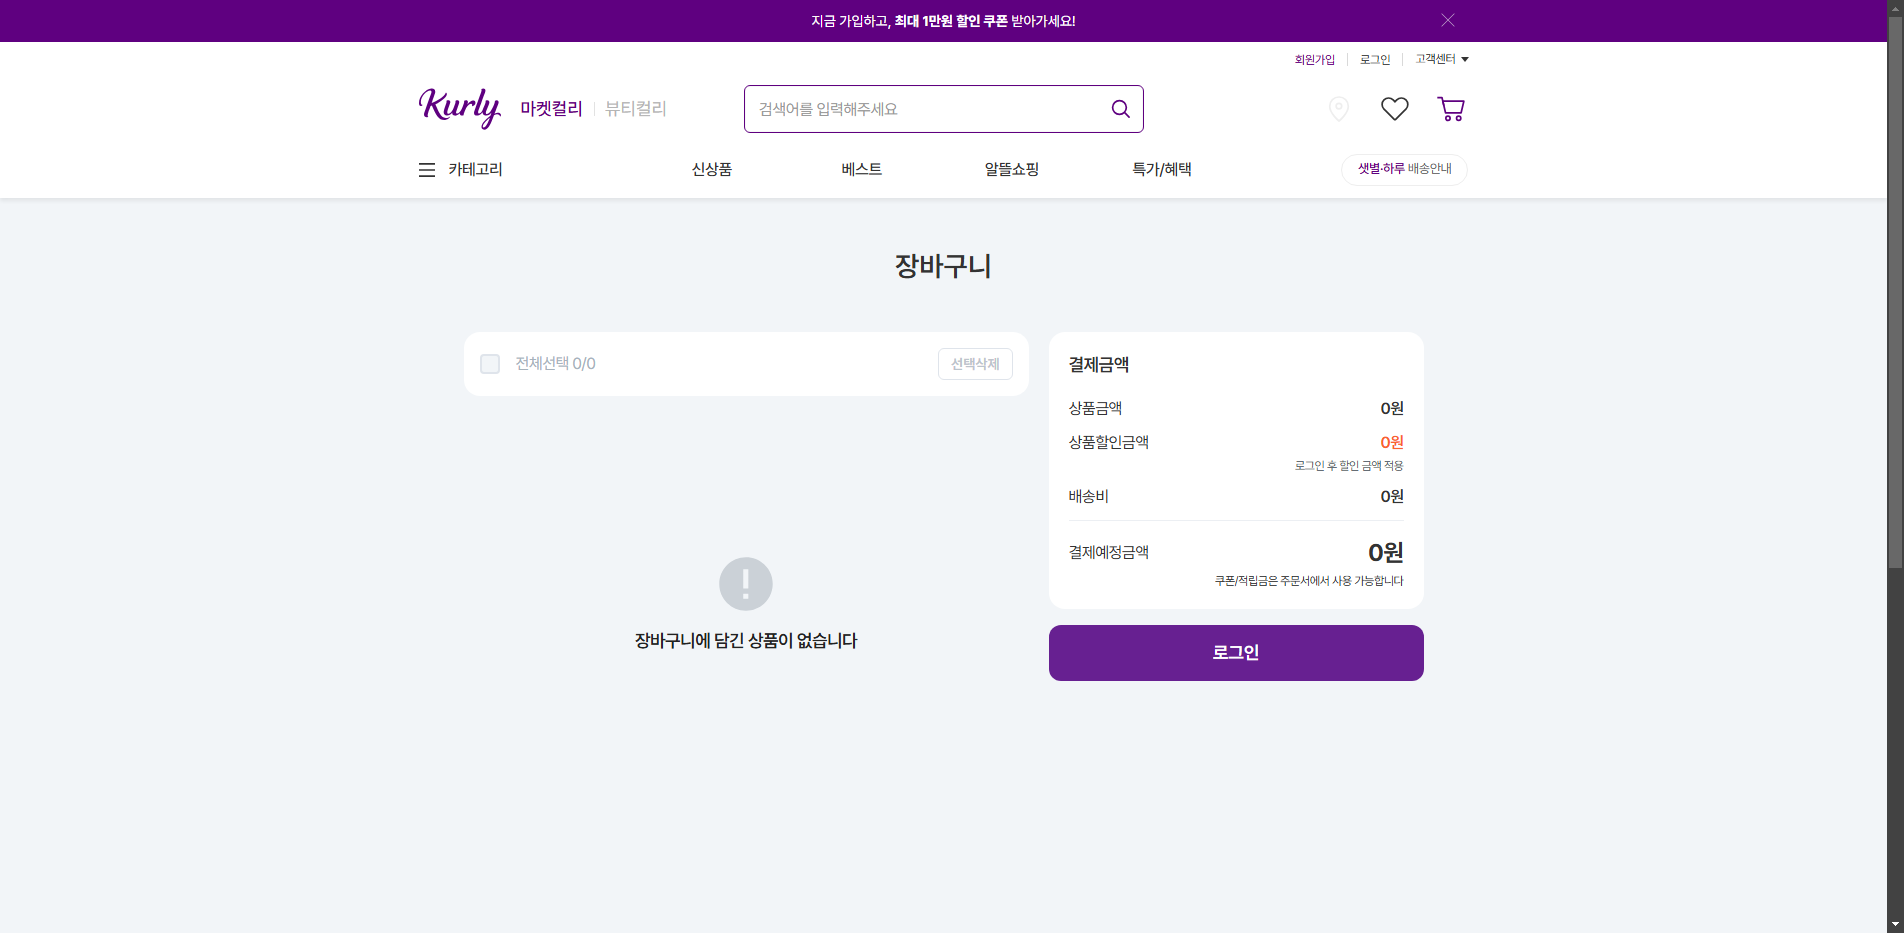 지금 가입하고, 최대 1만원 할인 쿠폰 받아가세요!
회원가입 로그인 고객센터
Kurly 마켓컬리 뷰티컬리 검색어를 입력해주세요
카테고리 신상품 베스트 알뜰쇼핑 특가/혜택 샛별·하루 배송안내
장바구니
전체선택 0/0 선택삭제
장바구니에 담긴 상품이 없습니다
결제금액
상품금액 0원
상품할인금액 0원
로그인 후 할인 금액 적용
배송비 0원
결제예정금액 0원
쿠폰/적립금은 주문서에서 사용 가능합니다
로그인